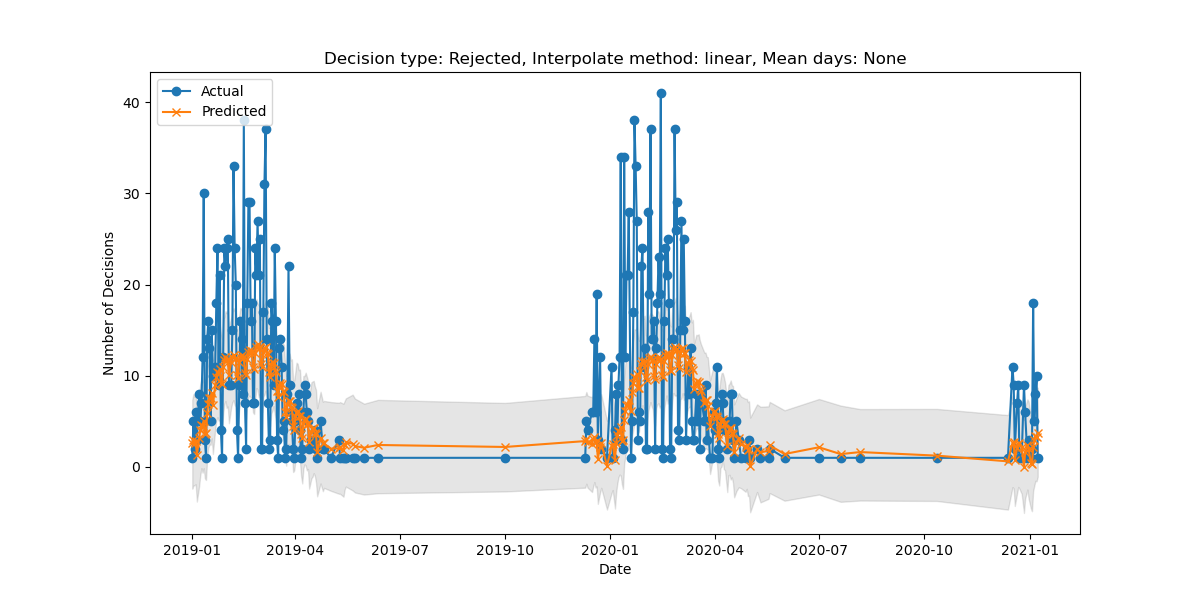 Decision type: Rejected, Interpolate method: linear, Mean days: None
Actual
Predicted
Number of Decisions
40
30
20
10
0
2019-01
2019-04
2019-07
2019-10
2020-01
2020-04
2020-07
2020-10
2021-01
Date